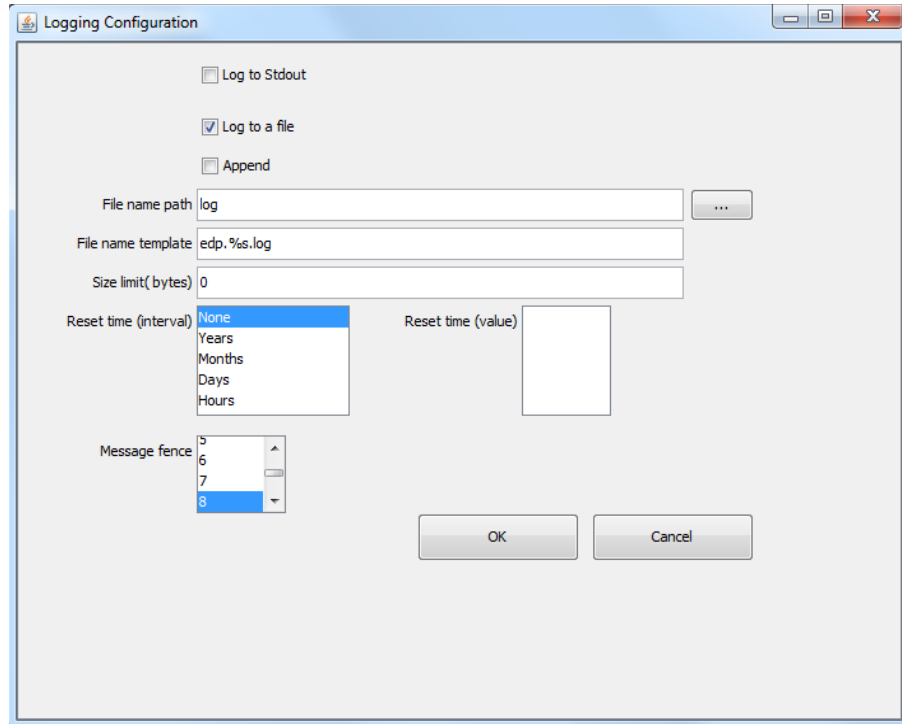 Logging Configuration
Log to Stdout
Log to a file
Append
File name path log ...
File name template edp.%s.log
Size limit( bytes) 0
Reset time (interval) None Reset time (value)
Years
Months
Days
Hours
5
Message fence 6
7
8
OK Cancel